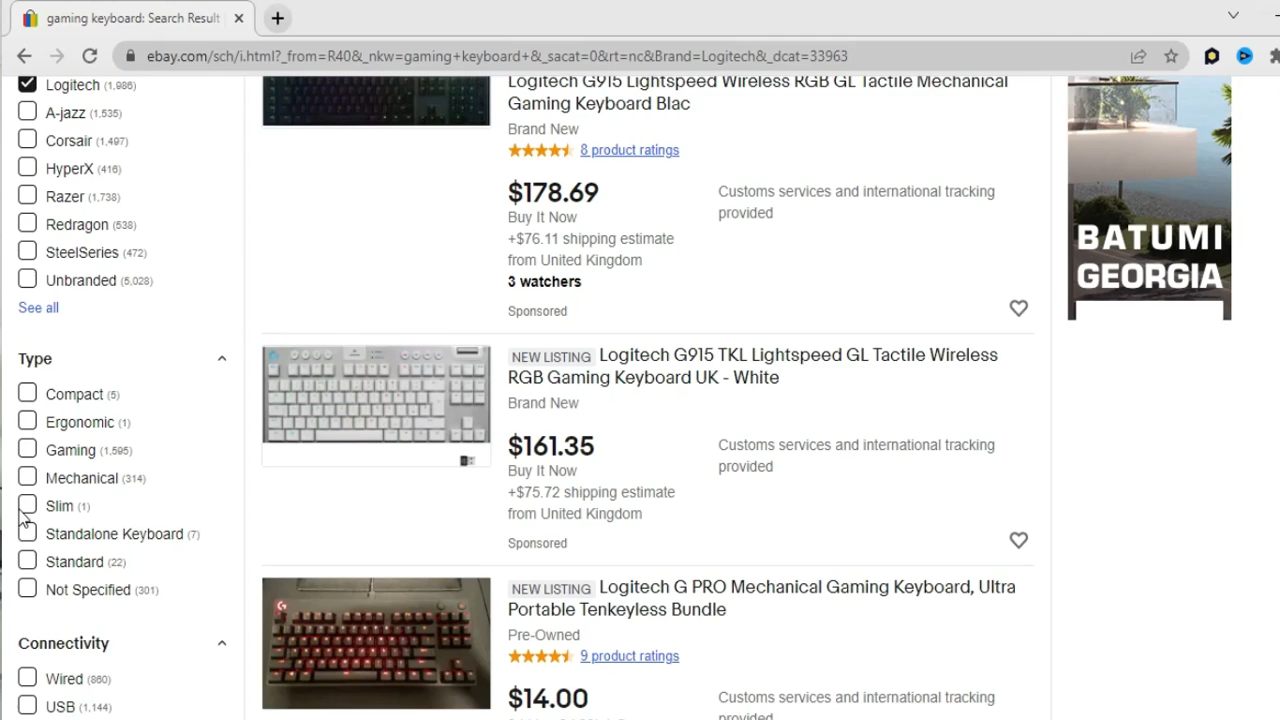 gaming keyboard: Search Result
ebay.com/sch/i.html?_from=R40&_nkw=gaming+keyboard+&_sacat=0&rt=nc&Brand=Logitech&_dcat=33963
Logitech (1,986)
A-jazz (1,535)
Corsair (1,497)
HyperX (416)
Razer (1,738)
Redragon (538)
SteelSeries (472)
Unbranded (5,028)
See all
Type
Compact (5)
Ergonomic (1)
Gaming (1,595)
Mechanical (314)
Slim (1)
Standalone Keyboard (7)
Standard (22)
Not Specified (301)
Connectivity
Wired (860)
USB (1,144)
Logitech G915 Lightspeed Wireless RGB GL Tactile Mechanical
Gaming Keyboard Blac
Brand New
8 product ratings
$178.69
Buy It Now
+$76.11 shipping estimate
from United Kingdom
3 watchers
Sponsored
Customs services and international tracking
provided
NEW LISTING Logitech G915 TKL Lightspeed GL Tactile Wireless
RGB Gaming Keyboard UK - White
Brand New
$161.35
Buy It Now
+$75.72 shipping estimate
from United Kingdom
Sponsored
Customs services and international tracking
provided
NEW LISTING Logitech G PRO Mechanical Gaming Keyboard, Ultra
Portable Tenkeyless Bundle
Pre-Owned
9 product ratings
$14.00
Customs services and international tracking
provided
BATUMI
GEORGIA